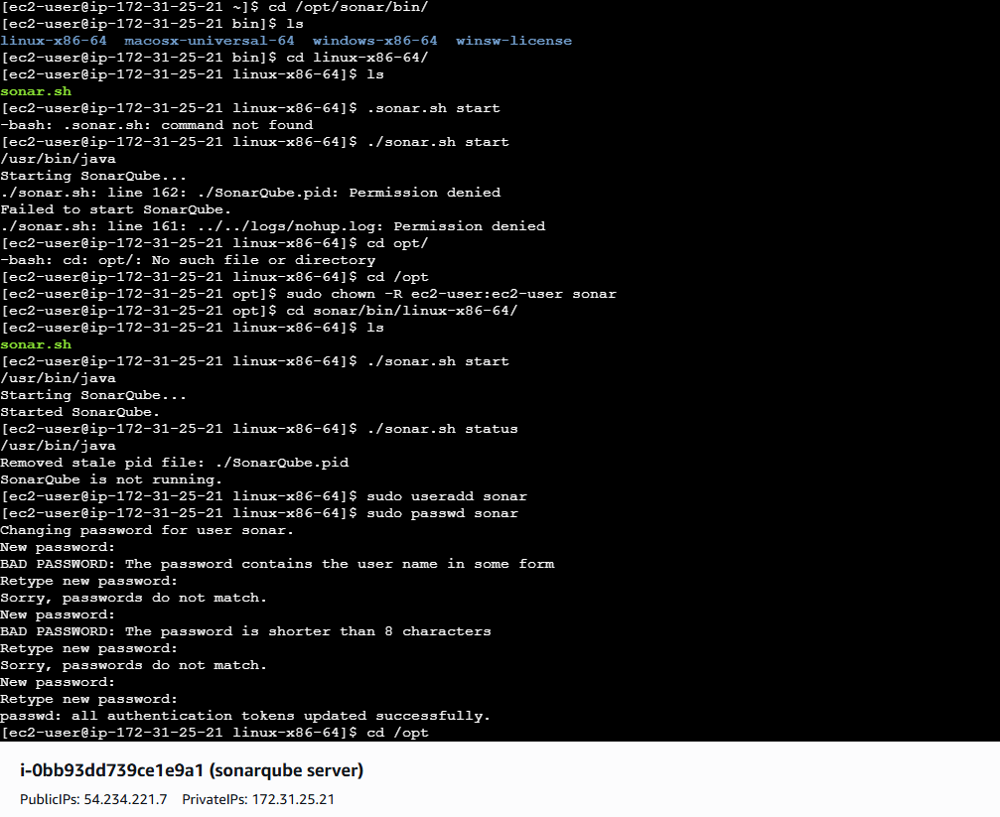 [ec2-user@ip-172-31-25-21 ~]$ cd /opt/sonar/bin/
[ec2-user@ip-172-31-25-21 bin]$ ls
linux-x86-64  macosx-universal-64  windows-x86-64  winsw-license
[ec2-user@ip-172-31-25-21 bin]$ cd linux-x86-64/
[ec2-user@ip-172-31-25-21 linux-x86-64]$ ls
sonar.sh
[ec2-user@ip-172-31-25-21 linux-x86-64]$ .sonar.sh start
-bash: .sonar.sh: command not found
[ec2-user@ip-172-31-25-21 linux-x86-64]$ ./sonar.sh start
/usr/bin/java
Starting SonarQube...
./sonar.sh: line 162: ./SonarQube.pid: Permission denied
Failed to start SonarQube.
./sonar.sh: line 161: ../../logs/nohup.log: Permission denied
[ec2-user@ip-172-31-25-21 linux-x86-64]$ cd opt/
-bash: cd: opt/: No such file or directory
[ec2-user@ip-172-31-25-21 linux-x86-64]$ cd /opt
[ec2-user@ip-172-31-25-21 opt]$ sudo chown -R ec2-user:ec2-user sonar
[ec2-user@ip-172-31-25-21 opt]$ cd sonar/bin/linux-x86-64/
[ec2-user@ip-172-31-25-21 linux-x86-64]$ ls
sonar.sh
[ec2-user@ip-172-31-25-21 linux-x86-64]$ ./sonar.sh start
/usr/bin/java
Starting SonarQube...
Started SonarQube.
[ec2-user@ip-172-31-25-21 linux-x86-64]$ ./sonar.sh status
/usr/bin/java
Removed stale pid file: ./SonarQube.pid
SonarQube is not running.
[ec2-user@ip-172-31-25-21 linux-x86-64]$ sudo useradd sonar
[ec2-user@ip-172-31-25-21 linux-x86-64]$ sudo passwd sonar
Changing password for user sonar.
New password:
BAD PASSWORD: The password contains the user name in some form
Retype new password:
Sorry, passwords do not match.
New password:
BAD PASSWORD: The password is shorter than 8 characters
Retype new password:
Sorry, passwords do not match.
New password:
Retype new password:
passwd: all authentication tokens updated successfully.
[ec2-user@ip-172-31-25-21 linux-x86-64]$ cd /opt
i-0bb93dd739ce1e9a1 (sonarqube server)
PublicIPs: 54.234.221.7  PrivateIPs: 172.31.25.21